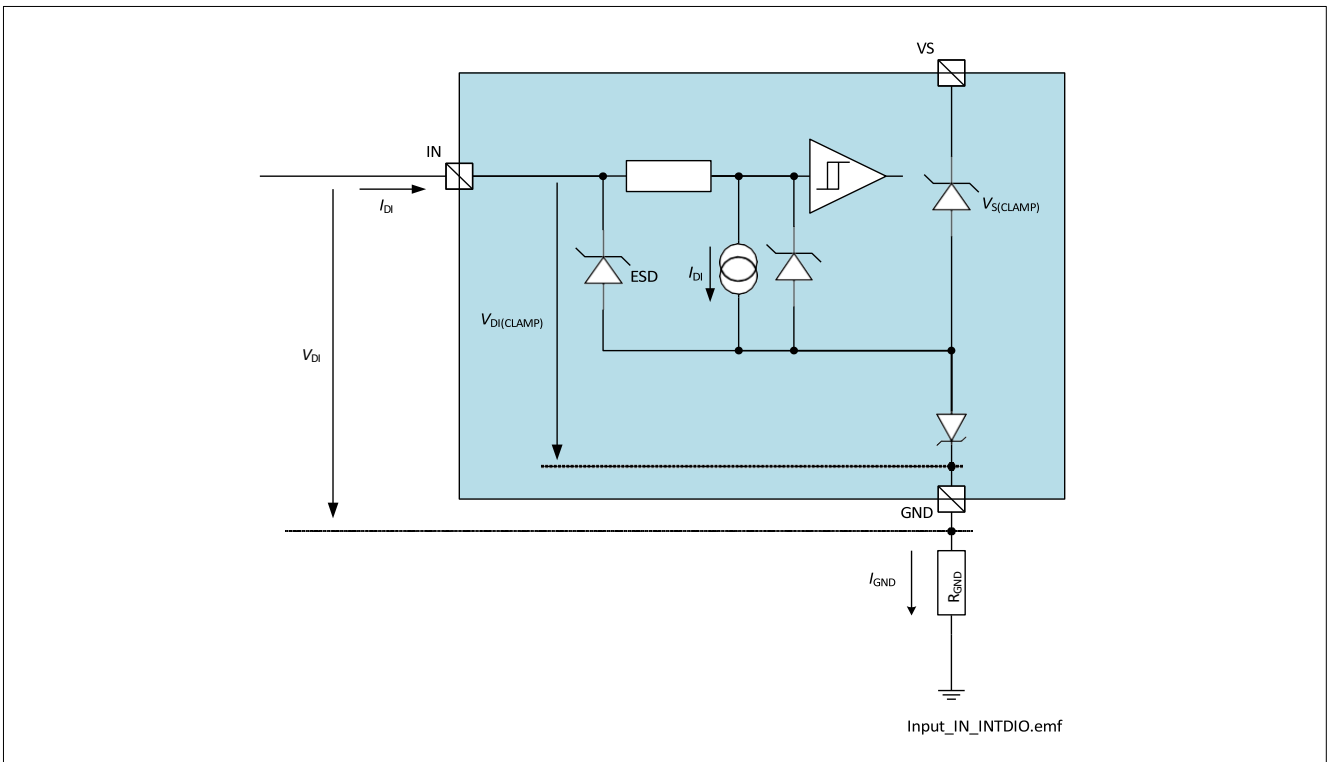 VS
IN
IDI
VS(CLAMP)
ESD
IDI
VDI(CLAMP)
VDI
GND
IGND
RGND
Input_IN_INTDIO.emf